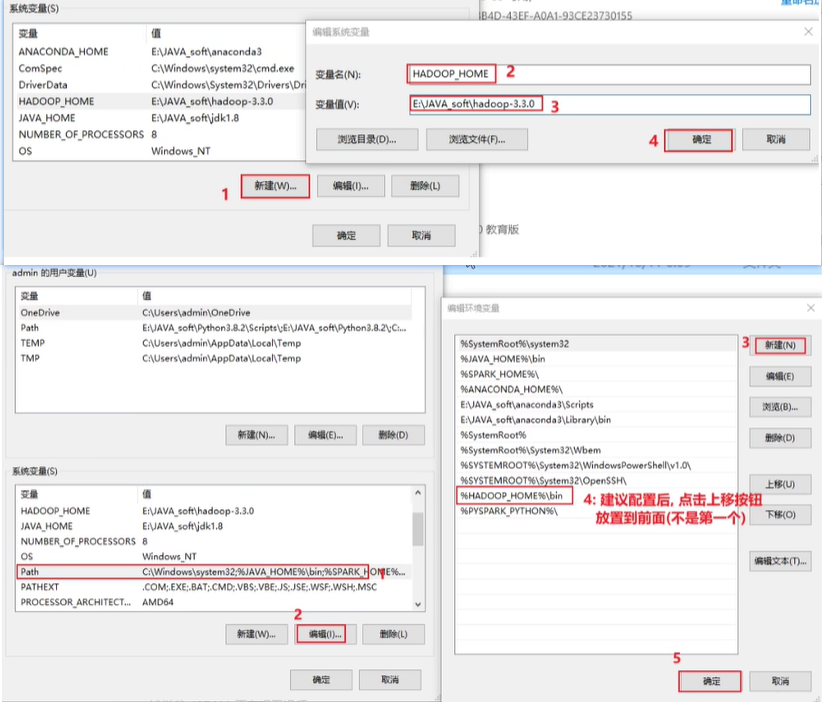 系统变量(S)
变量 值
ANACONDA_HOME E:\JAVA_soft\anaconda3
ComSpec C:\Windows\system32\cmd.exe
DriverData C:\Windows\System32\Drivers\Dri
HADOOP_HOME E:\JAVA_soft\hadoop-3.3.0
JAVA_HOME E:\JAVA_soft\jdk1.8
NUMBER_OF_PROCESSORS 8
OS Windows_NT
1 新建(W)... 编辑(I)... 删除(L)
确定 取消
B4D-43EF-A0A1-93CE23730155
编辑系统变量
变量名(N): HADOOP_HOME 2
变量值(V): E:\JAVA_soft\hadoop-3.3.0 3
浏览目录(D)... 浏览文件(F)... 4 确定 取消
0 教育版
admin 的用户变量(U)
变量 值
OneDrive C:\Users\admin\OneDrive
Path E:\JAVA_soft\Python3.8.2\Scripts\;E:\JAVA_soft\Python3.8.2\;C:...
TEMP C:\Users\admin\AppData\Local\Temp
TMP C:\Users\admin\AppData\Local\Temp
新建(N)... 编辑(E)... 删除(D)
系统变量(S)
变量 值
HADOOP_HOME E:\JAVA_soft\hadoop-3.3.0
JAVA_HOME E:\JAVA_soft\jdk1.8
NUMBER_OF_PROCESSORS 8
OS Windows_NT
Path C:\Windows\system32;%JAVA_HOME%\bin;%SPARK_HOME%... 1
PATHEXT .COM;.EXE;.BAT;.CMD;.VBS;.VBE;.JS;.JSE;.WSF;.WSH;.MSC
PROCESSOR_ARCHITECT... AMD64
2
新建(W)... 编辑(I)... 删除(L)
确定 取消
编辑环境变量
%SystemRoot%\system32
%JAVA_HOME%\bin
%SPARK_HOME%\
%ANACONDA_HOME%\
E:\JAVA_soft\anaconda3\Scripts
E:\JAVA_soft\anaconda3\Library\bin
%SystemRoot%
%SystemRoot%\System32\Wbem
%SYSTEMROOT%\System32\WindowsPowerShell\v1.0\
%SYSTEMROOT%\System32\OpenSSH\
%HADOOP_HOME%\bin
%PYSPARK_PYTHON%\
4: 建议配置后, 点击上移按钮
放置到前面(不是第一个)
3 新建(N)
编辑(E)
浏览(B)...
删除(D)
上移(U)
下移(O)
编辑文本(T)...
5
确定 取消